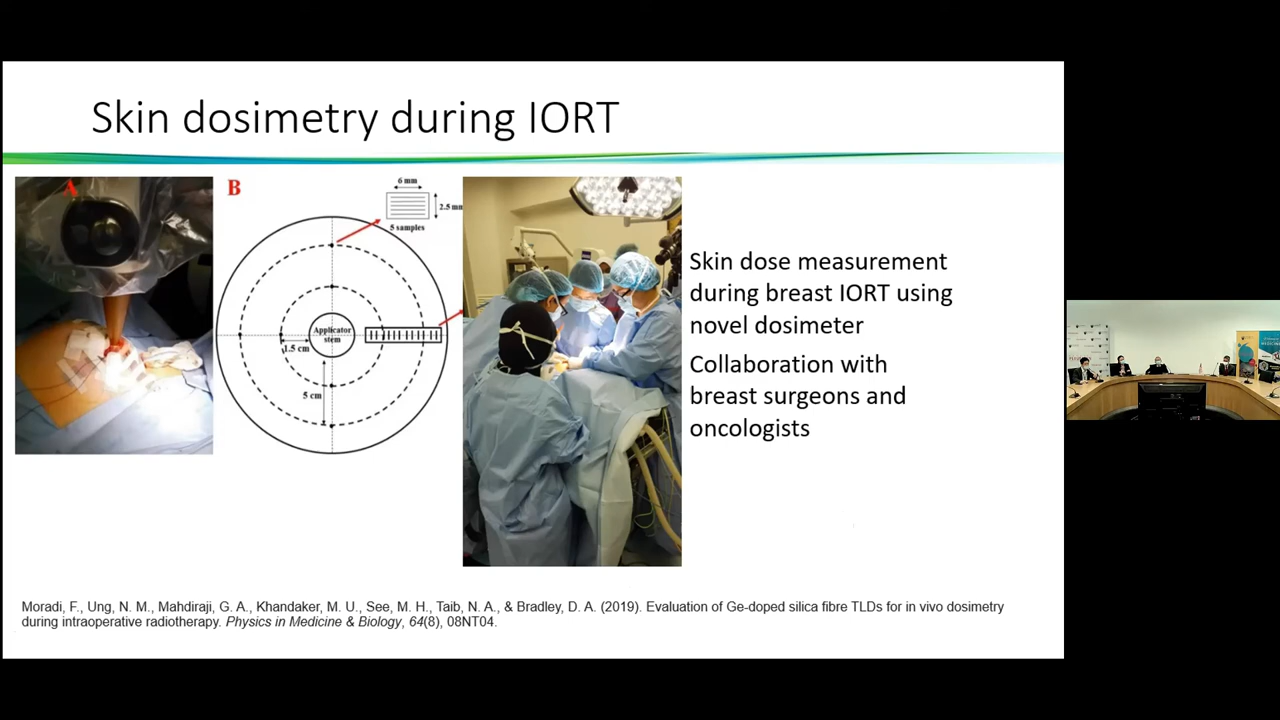 Skin dosimetry during IORT
A
B
6 mm
2.5 mm
5 samples
Applicator
stem
1.5 cm
5 cm
Skin dose measurement
during breast IORT using
novel dosimeter
Collaboration with
breast surgeons and
oncologists
Moradi, F., Ung, N. M., Mahdiraji, G. A., Khandaker, M. U., See, M. H., Taib, N. A., & Bradley, D. A. (2019). Evaluation of Ge-doped silica fibre TLDs for in vivo dosimetry
during intraoperative radiotherapy. Physics in Medicine & Biology, 64(8), 08NT04.